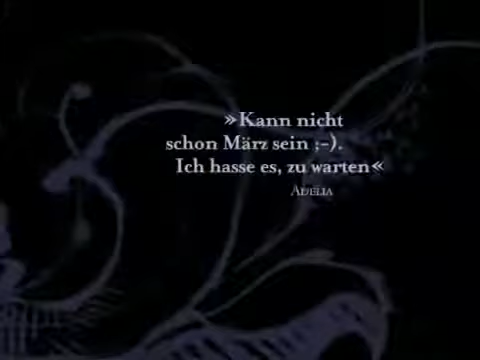 »Kann nicht
schon März sein ;-).
Ich hasse es, zu warten«
Adelia